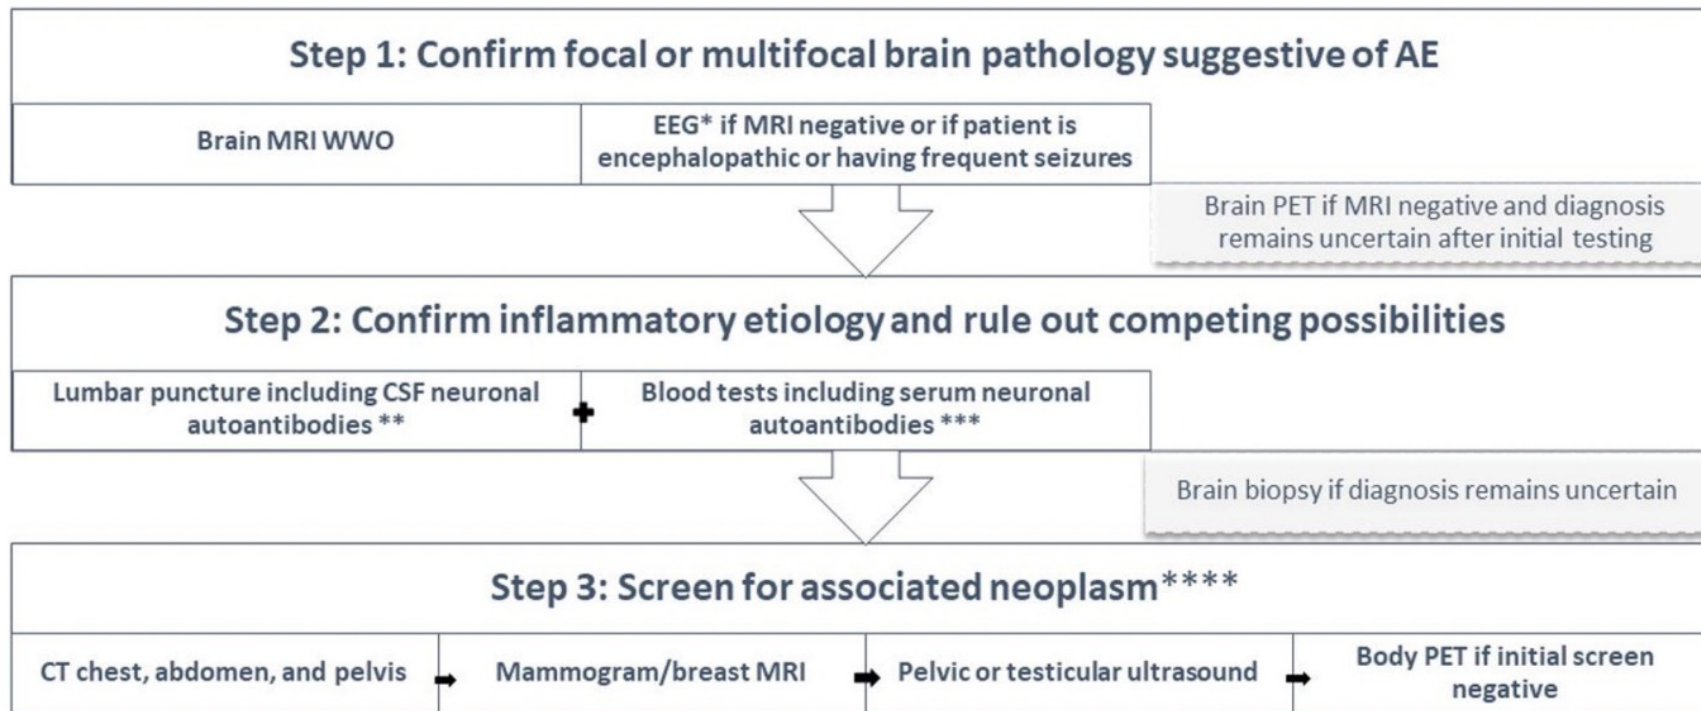 Step 1: Confirm focal or multifocal brain pathology suggestive of AE
Brain MRI WWO
EEG* if MRI negative or if patient is
encephalopathic or having frequent seizures
Brain PET if MRI negative and diagnosis
remains uncertain after initial testing
Step 2: Confirm inflammatory etiology and rule out competing possibilities
Lumbar puncture including CSF neuronal
autoantibodies **
Blood tests including serum neuronal
autoantibodies ***
Brain biopsy if diagnosis remains uncertain
Step 3: Screen for associated neoplasm****
CT chest, abdomen, and pelvis
Mammogram/breast MRI
Pelvic or testicular ultrasound
Body PET if initial screen
negative